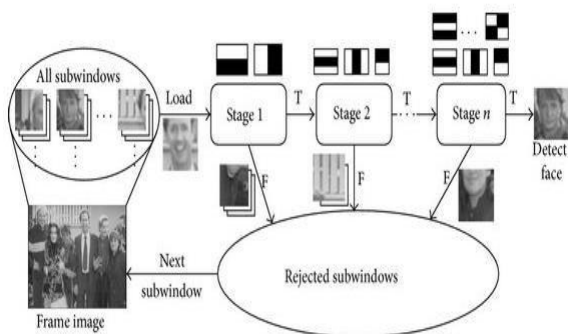 All subwindows
Load
Stage 1
T
Stage 2
T
Stage n
T
Detect
face
F
F
F
Rejected subwindows
Next
subwindow
Frame image